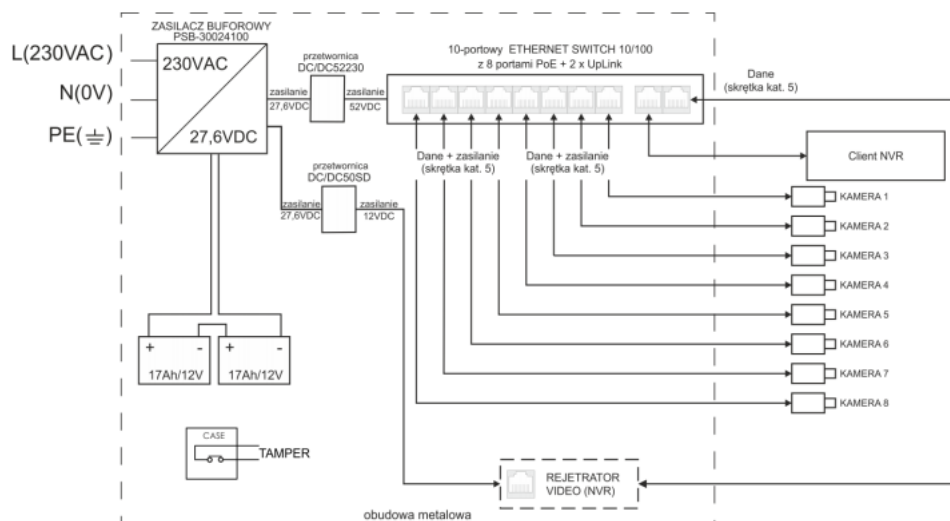 ZASILACZ BUFOROWY
PSB-30024100
L(230VAC)
N(0V)
PE(⏚)
230VAC
27,6VDC
przetwornica
DC/DC52230
zasilanie
27,6VDC
zasilanie
52VDC
10-portowy ETHERNET SWITCH 10/100
z 8 portami PoE + 2 x UpLink
Dane
(skrętka kat. 5)
Dane + zasilanie
(skrętka kat. 5)
Dane + zasilanie
(skrętka kat. 5)
Client NVR
przetwornica
DC/DC50SD
zasilanie
27,6VDC
zasilanie
12VDC
KAMERA 1
KAMERA 2
KAMERA 3
KAMERA 4
KAMERA 5
KAMERA 6
KAMERA 7
KAMERA 8
+ -
17Ah/12V
+ -
17Ah/12V
CASE
TAMPER
REJETRATOR
VIDEO (NVR)
obudowa metalowa